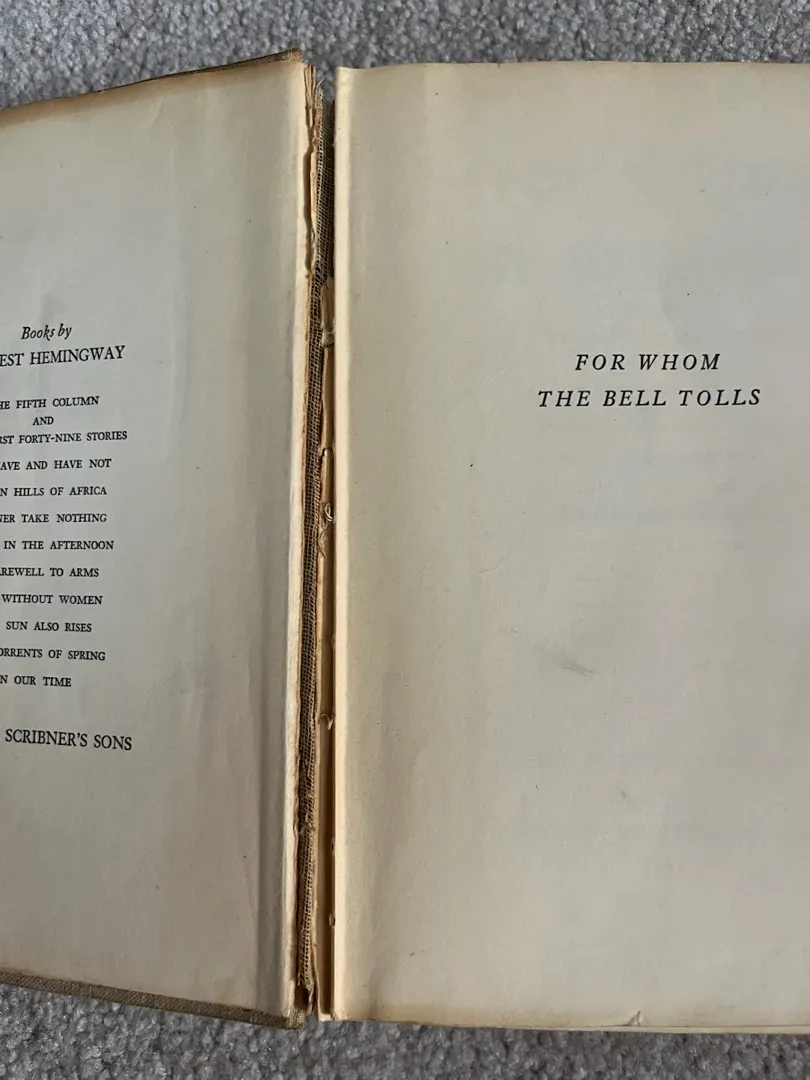 Books by
EST HEMINGWAY
HE FIFTH COLUMN
AND
RST FORTY-NINE STORIES
AVE AND HAVE NOT
N HILLS OF AFRICA
NER TAKE NOTHING
IN THE AFTERNOON
AREWELL TO ARMS
WITHOUT WOMEN
SUN ALSO RISES
ORRENTS OF SPRING
N OUR TIME
SCRIBNER'S SONS
FOR WHOM
THE BELL TOLLS